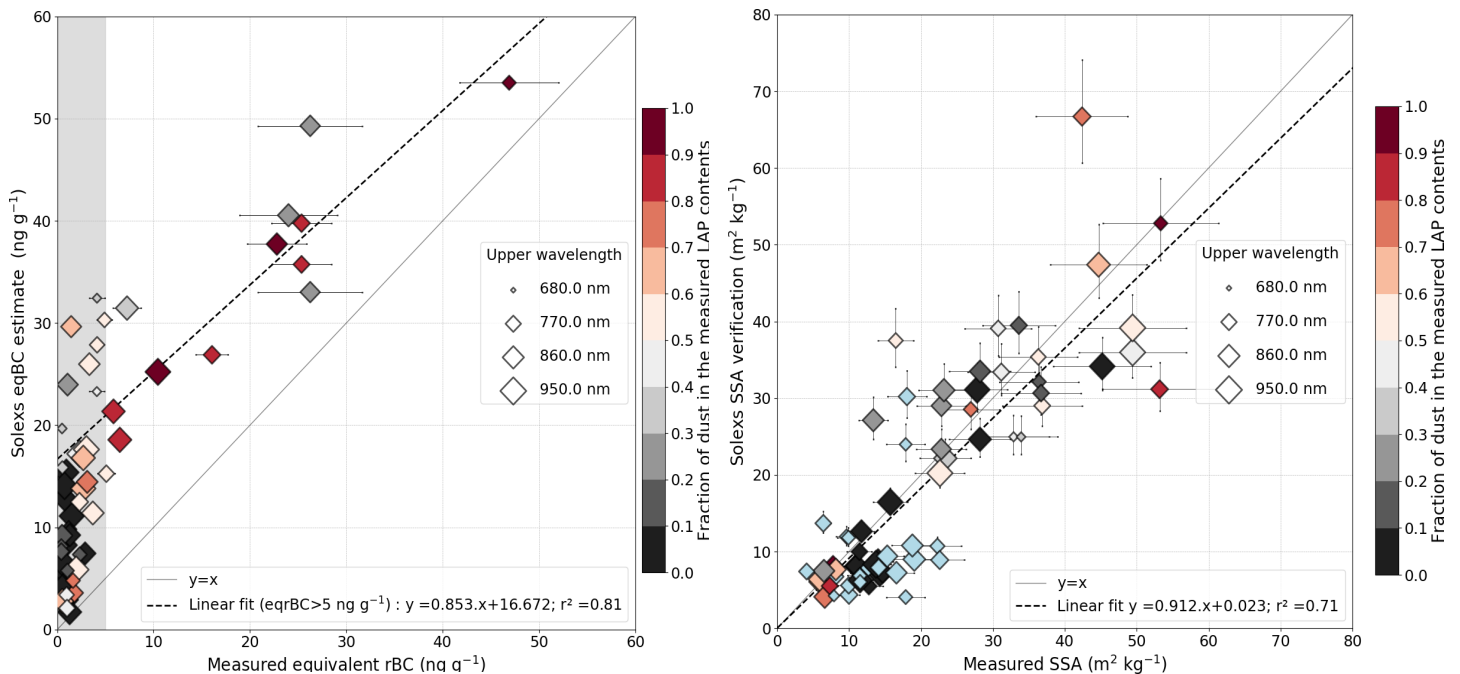 60
50
40
30
20
10
0
0
10
20
30
40
50
60
Solexs eqBC estimate (ng g⁻¹)
Measured equivalent rBC (ng g⁻¹)
Upper wavelength
680.0 nm
770.0 nm
860.0 nm
950.0 nm
y=x
Linear fit (eqrBC>5 ng g⁻¹) : y =0.853.x+16.672; r² =0.81
1.0
0.9
0.8
0.7
0.6
0.5
0.4
0.3
0.2
0.1
0.0
Fraction of dust in the measured LAP contents
80
70
60
50
40
30
20
10
0
0
10
20
30
40
50
60
70
80
Solexs SSA verification (m² kg⁻¹)
Measured SSA (m² kg⁻¹)
Upper wavelength
680.0 nm
770.0 nm
860.0 nm
950.0 nm
y=x
Linear fit y =0.912.x+0.023; r² =0.71
1.0
0.9
0.8
0.7
0.6
0.5
0.4
0.3
0.2
0.1
0.0
Fraction of dust in the measured LAP contents